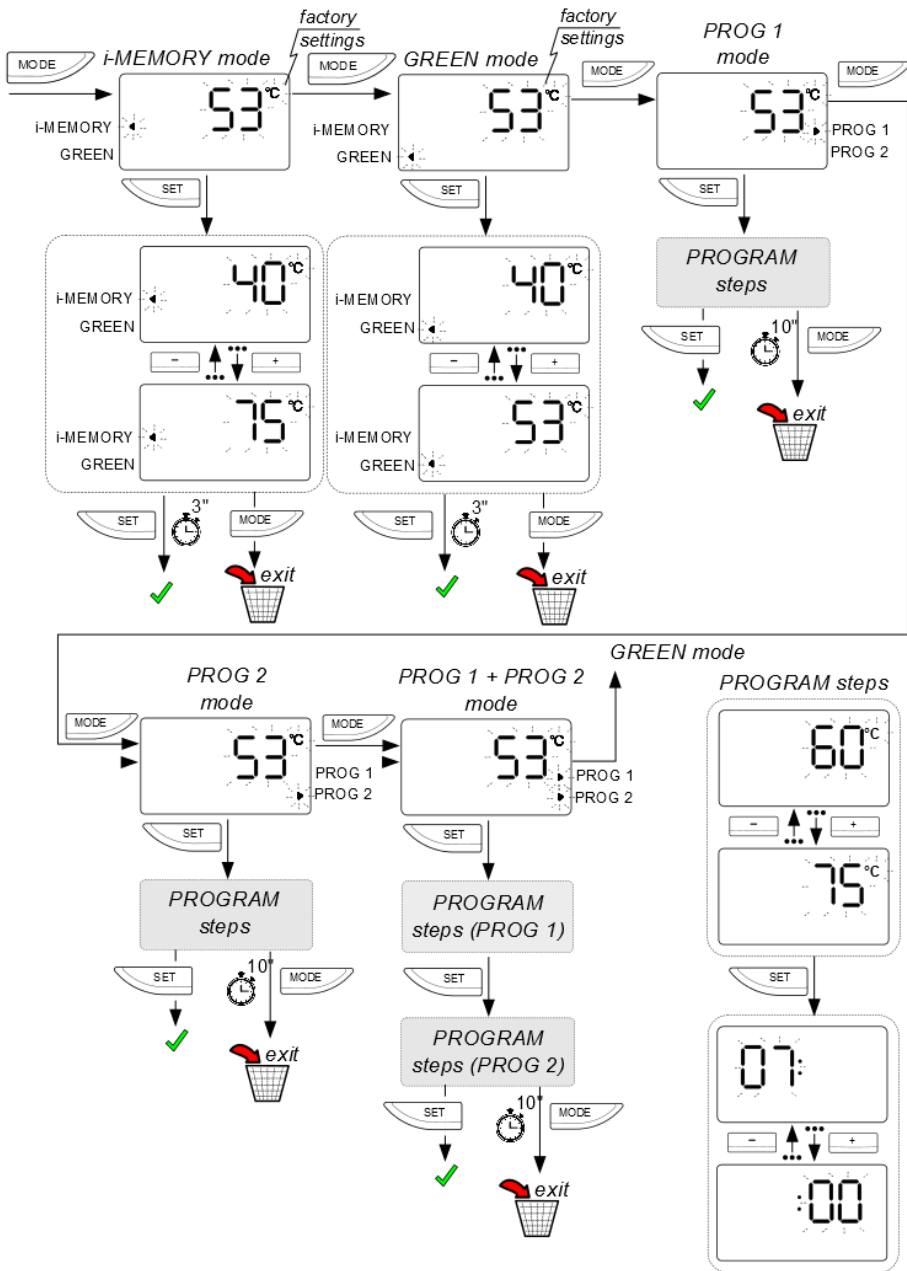 factory
settings
factory
settings
PROG 1
mode
MODE
i-MEMORY mode
MODE
GREEN mode
MODE
MODE
53 °C
i-MEMORY
GREEN
53 °C
i-MEMORY
GREEN
53 °C
PROG 1
PROG 2
SET
SET
SET
40 °C
i-MEMORY
GREEN
40 °C
i-MEMORY
GREEN
PROGRAM
steps
- +
- +
SET
10"
MODE
75 °C
i-MEMORY
GREEN
53 °C
i-MEMORY
GREEN
exit
SET
3"
MODE
SET
3"
MODE
exit
exit
PROG 2
mode
PROG 1 + PROG 2
mode
GREEN mode
PROGRAM steps
MODE
53 °C
PROG 1
PROG 2
MODE
53 °C
PROG 1
PROG 2
60 °C
- +
75 °C
SET
SET
PROGRAM
steps
PROGRAM
steps (PROG 1)
SET
10"
MODE
SET
SET
exit
PROGRAM
steps (PROG 2)
07:
SET
10"
MODE
- +
exit
:00